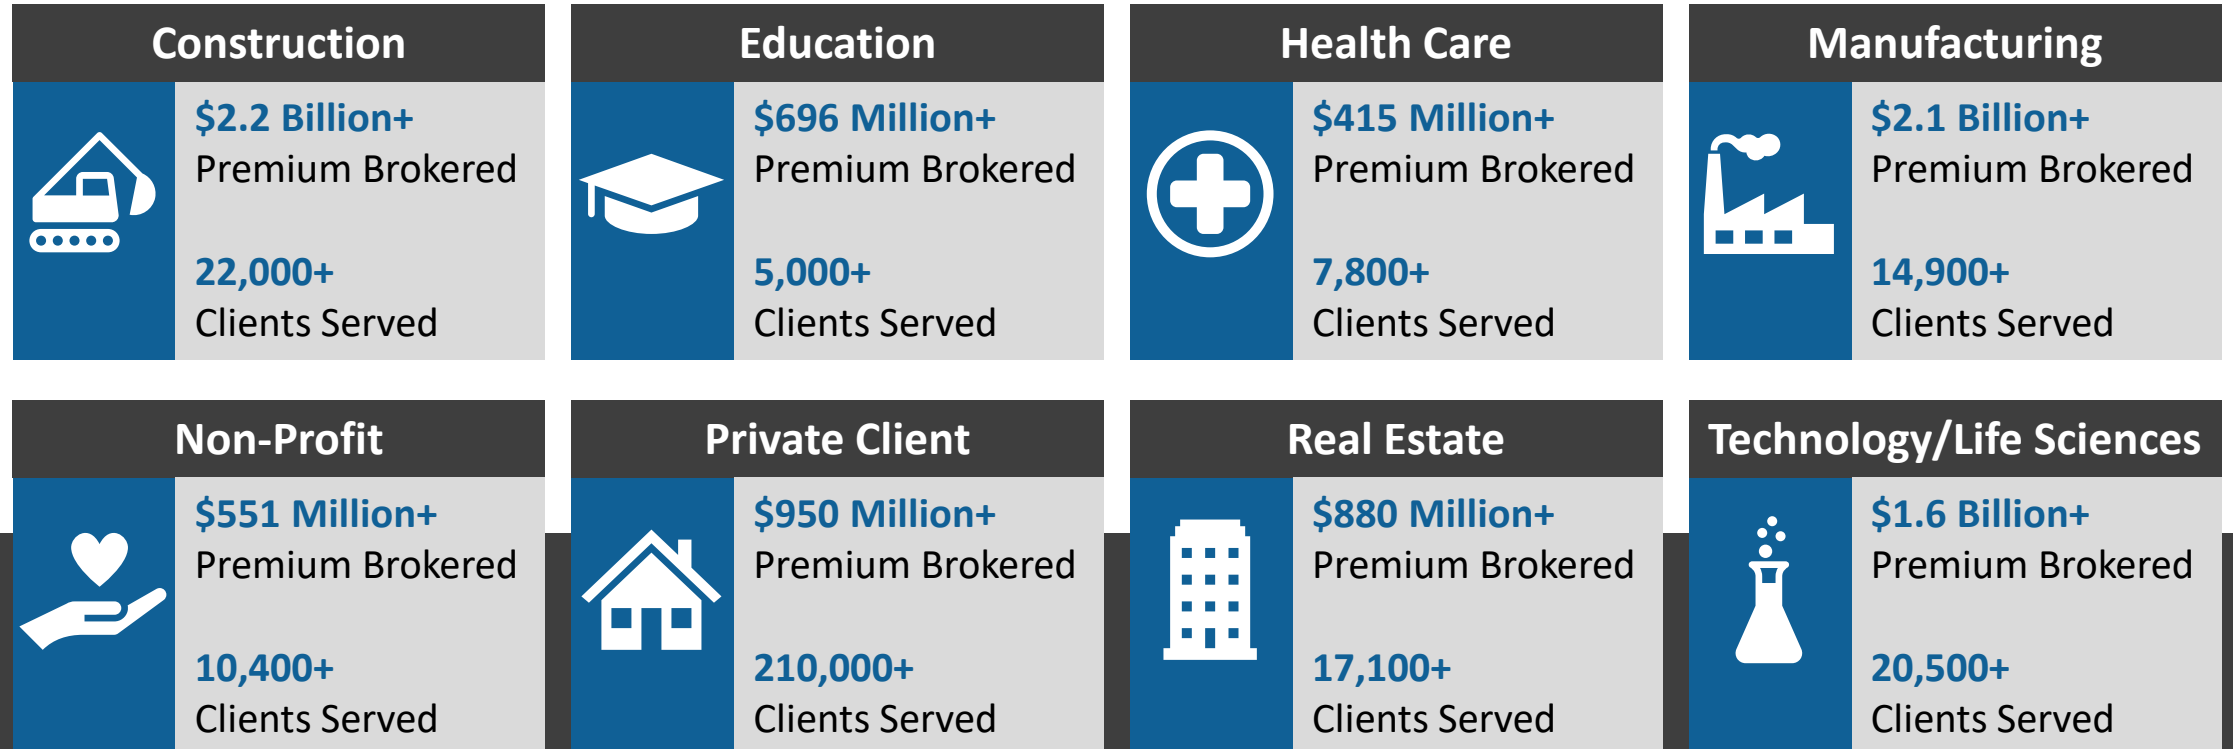 Construction
$2.2 Billion+
Premium Brokered
22,000+
Clients Served
Education
$696 Million+
Premium Brokered
5,000+
Clients Served
Health Care
$415 Million+
Premium Brokered
7,800+
Clients Served
Manufacturing
$2.1 Billion+
Premium Brokered
14,900+
Clients Served
Non-Profit
$551 Million+
Premium Brokered
10,400+
Clients Served
Private Client
$950 Million+
Premium Brokered
210,000+
Clients Served
Real Estate
$880 Million+
Premium Brokered
17,100+
Clients Served
Technology/Life Sciences
$1.6 Billion+
Premium Brokered
20,500+
Clients Served